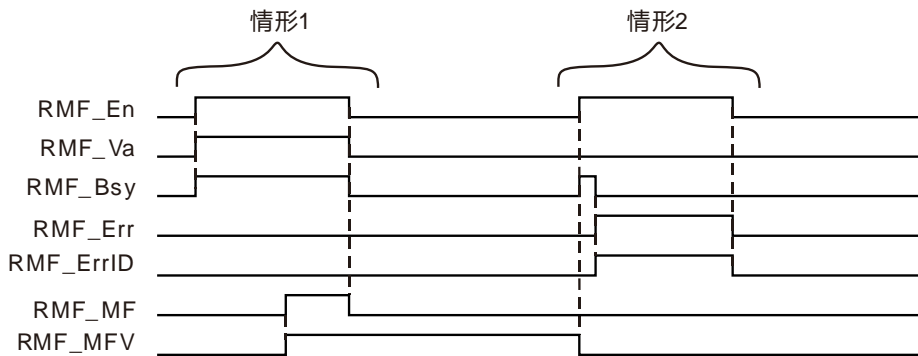 情形1 情形2
RMF_En
RMF_Va
RMF_Bsy
RMF_Err
RMF_ErrID
RMF_MF
RMF_MFV